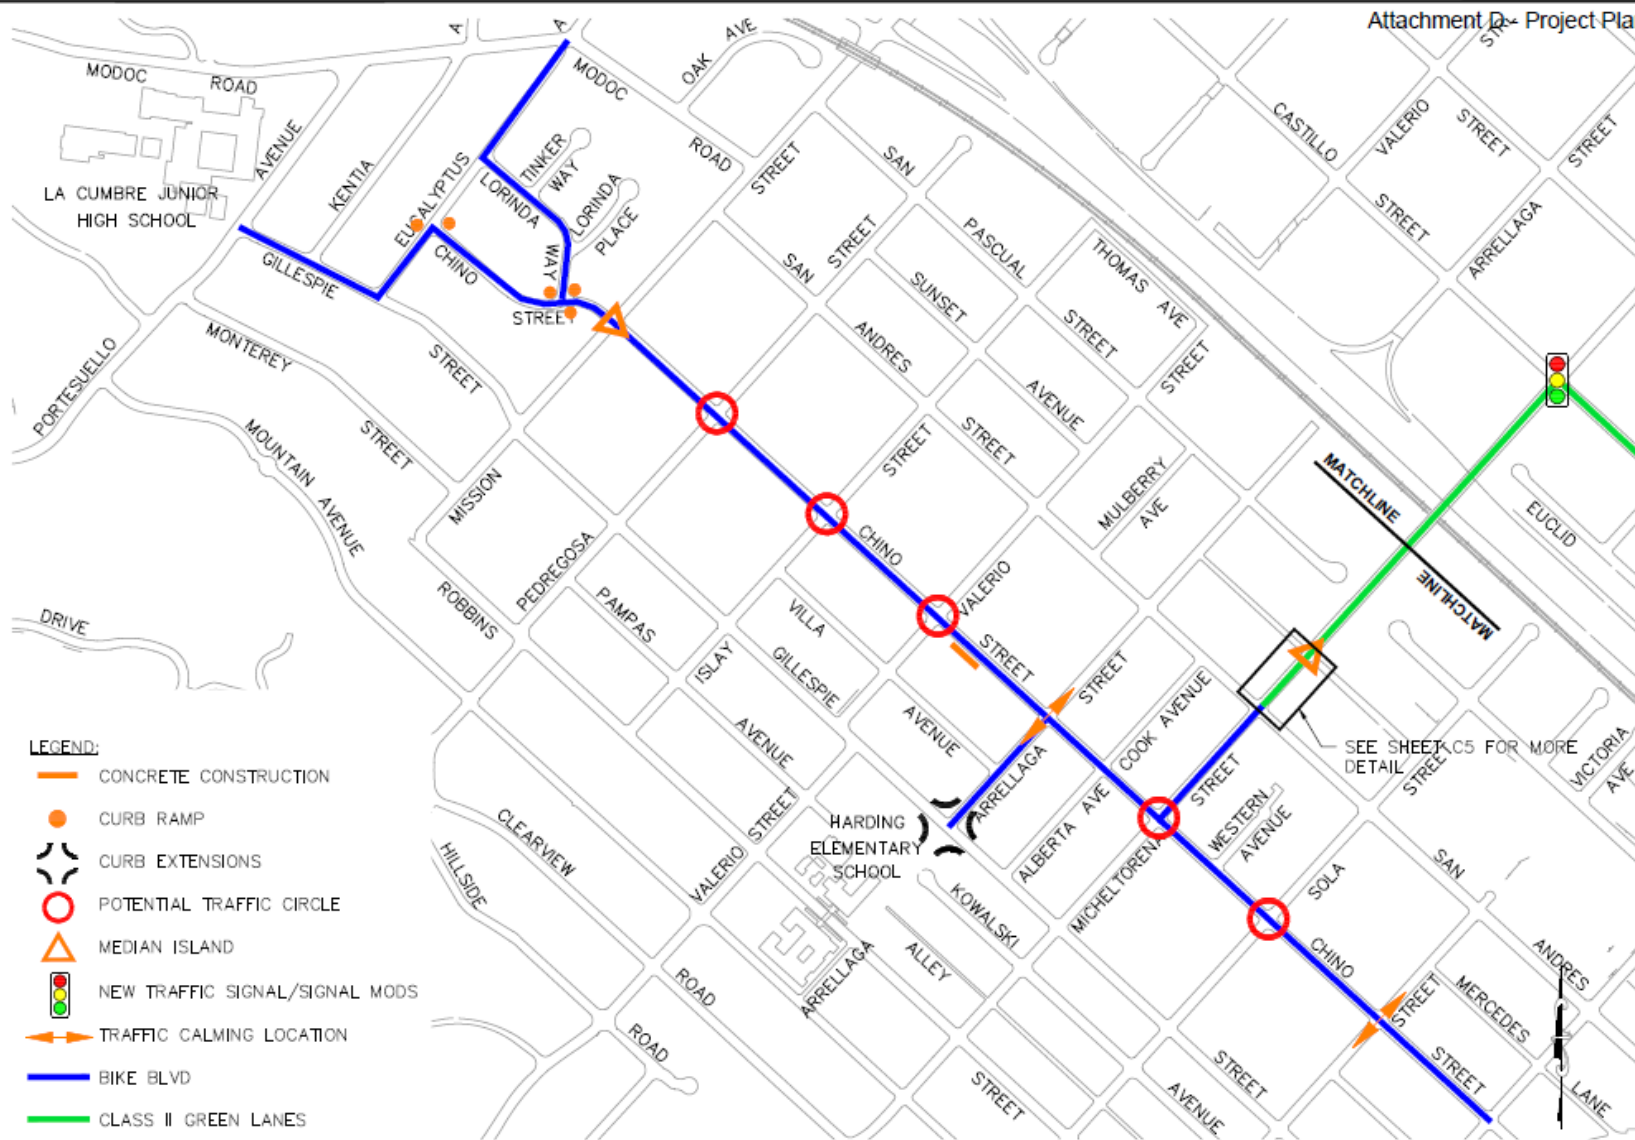 Attachment D - Project Pla
STR
A
A
AVE
OAK
MODOC
ROAD
MODOC
ROAD
AVENUE
KENTIA
LA CUMBRE JUNIOR
HIGH SCHOOL
EUCALYPTUS
TINKER
WAY
LORINDA
LORINDA
PLACE
WAY
STREET
SAN
CASTILLO
VALERIO
STREET
STREET
STREET
ARRELLAGA
GILLESPIE
CHINO
STREET
SAN
STREET
PASCUAL
THOMAS AVE
SUNSET
STREET
ANDRES
STREET
AVENUE
PORTESUELLO
MONTEREY
STREET
STREET
MOUNTAIN
AVENUE
MISSION
STREET
STREET
MULBERRY
AVE
MATCHLINE
MATCHLINE
EUCLID
CHINO
VALERIO
STREET
PEDREGOSA
ROBBINS
PAMPAS
VILLA
GILLESPIE
ISLAY
AVENUE
AVENUE
STREET
COOK AVENUE
DRIVE
ARRELLAGA
ALBERTA AVE
STREET
SEE SHEET C5 FOR MORE
DETAIL
STREET
VICTORIA
AVE
HARDING
ELEMENTARY
SCHOOL
WESTERN
AVENUE
MICHELTORENA
SOLA
SAN
ANDRES
KOWALSKI
ALLEY
CLEARVIEW
HILLSIDE
VALERIO STREET
ARRELLAGA
ROAD
ROAD
CHINO
STREET
MERCEDES
LANE
STREET
STREET
AVENUE
STREET
LEGEND:
CONCRETE CONSTRUCTION
CURB RAMP
CURB EXTENSIONS
POTENTIAL TRAFFIC CIRCLE
MEDIAN ISLAND
NEW TRAFFIC SIGNAL/SIGNAL MODS
TRAFFIC CALMING LOCATION
BIKE BLVD
CLASS II GREEN LANES